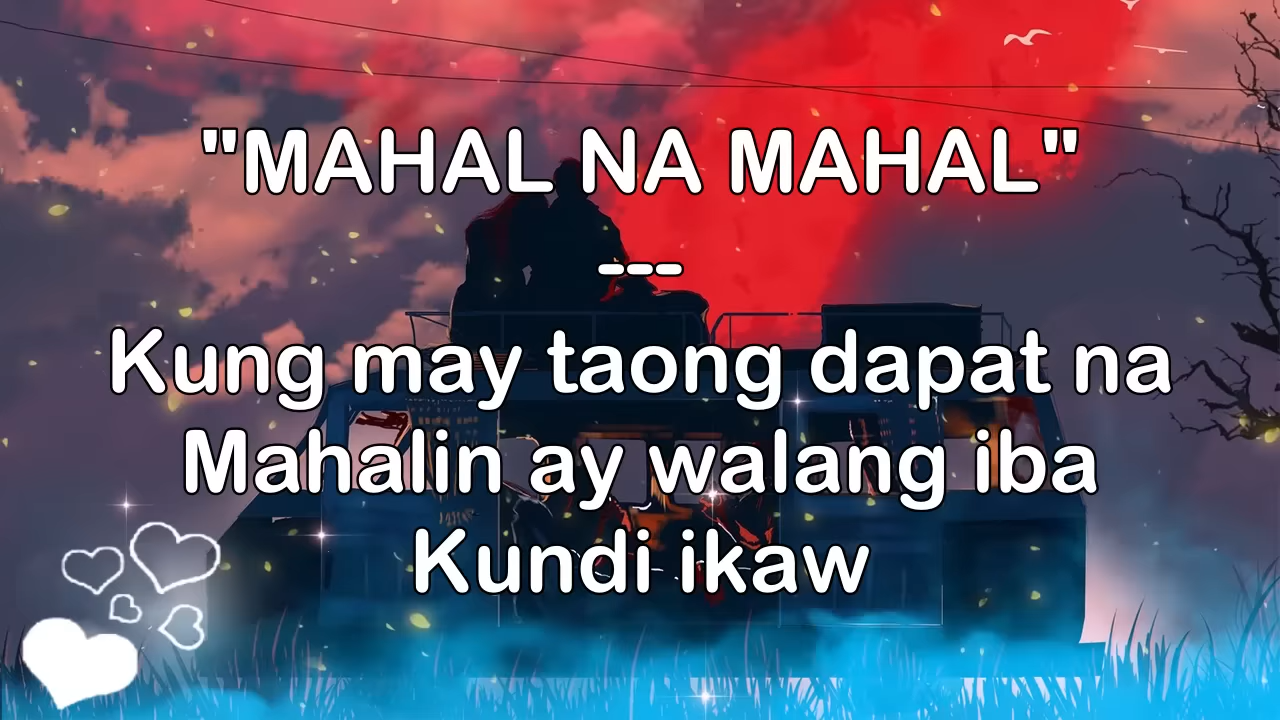 "MAHAL NA MAHAL"
---
Kung may taong dapat na
Mahalin ay walang iba
Kundi ikaw